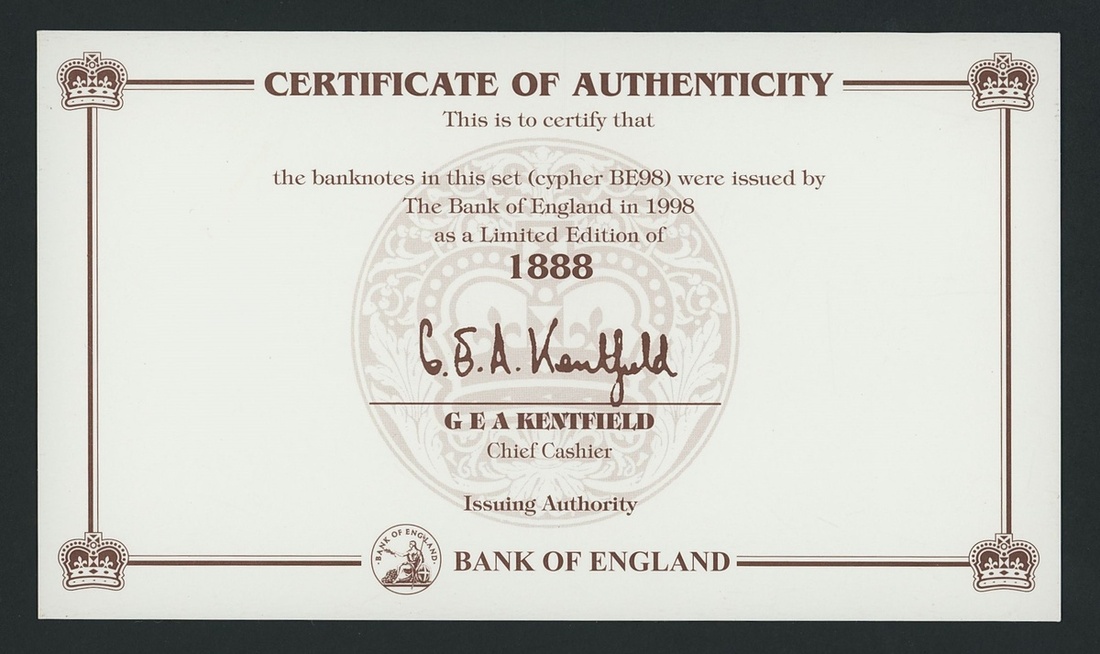 CERTIFICATE OF AUTHENTICITY
This is to certify that
the banknotes in this set (cypher BE98) were issued by
The Bank of England in 1998
as a Limited Edition of
1888
G.E.A. Kentfield
G E A KENTFIELD
Chief Cashier
Issuing Authority
BANK OF ENGLAND
BANK OF ENGLAND